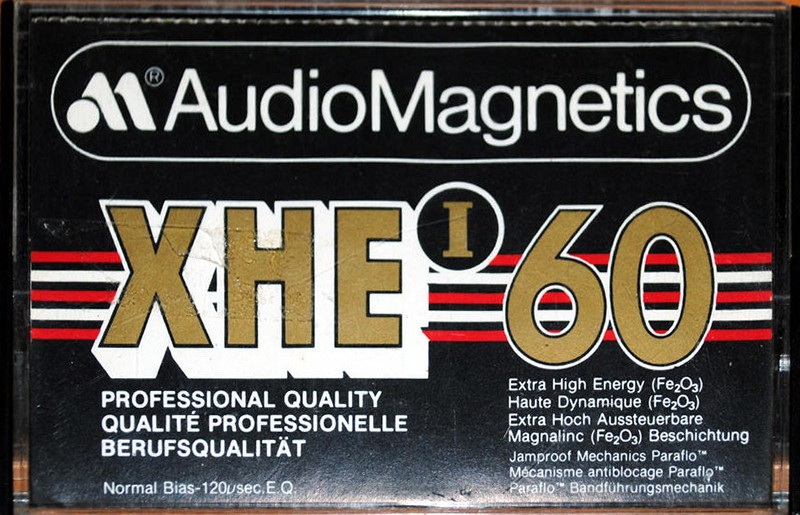 ® AudioMagnetics
XHE I 60
PROFESSIONAL QUALITY
QUALITÉ PROFESSIONELLE
BERUFSQUALITÄT
Normal Bias-120μsec.E.Q.
Extra High Energy (Fe₂O₃)
Haute Dynamique (Fe₂O₃)
Extra Hoch Aussteuerbare
Magnalinc (Fe₂O₃) Beschichtung
Jamproof Mechanics Paraflo™
Mécanisme antiblocage Paraflo™
Paraflo™ Bandführungsmechanik